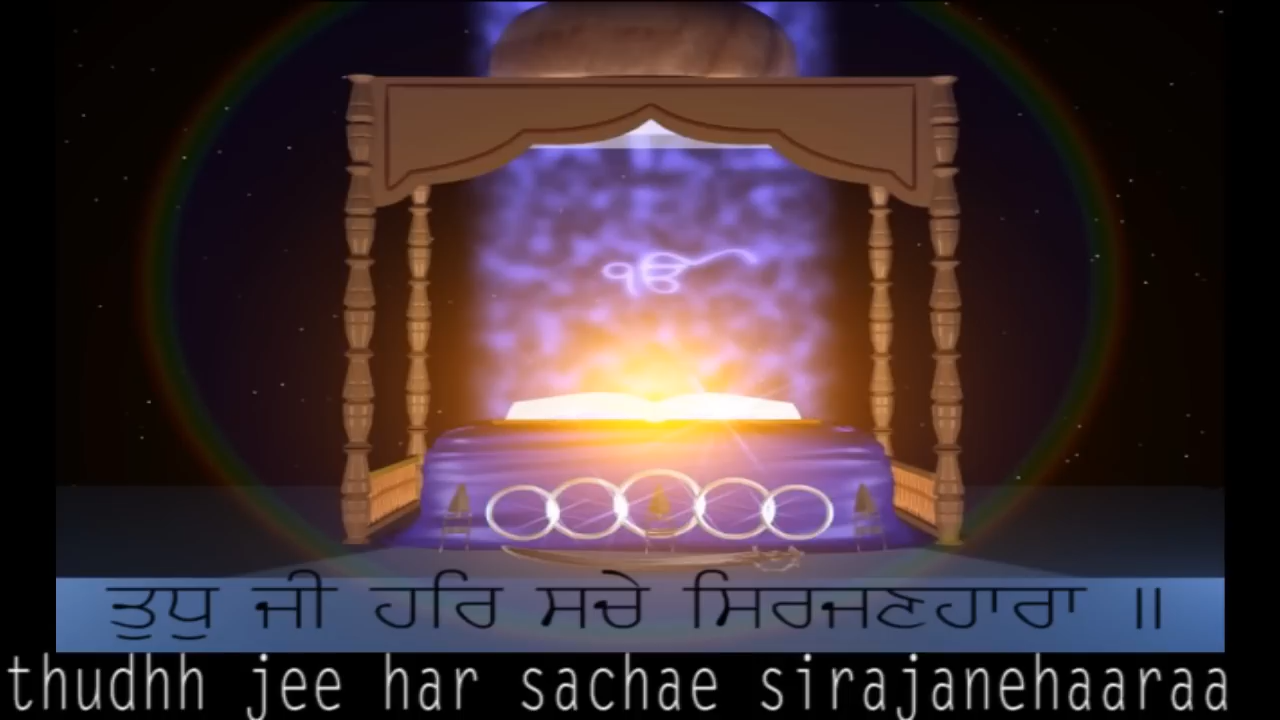 ੴ
ਤੁਧੁ ਜੀ ਹਰਿ ਸਚੇ ਸਿਰਜਣਹਾਰਾ ॥
thudhh jee har sachae sirajanehaaraa